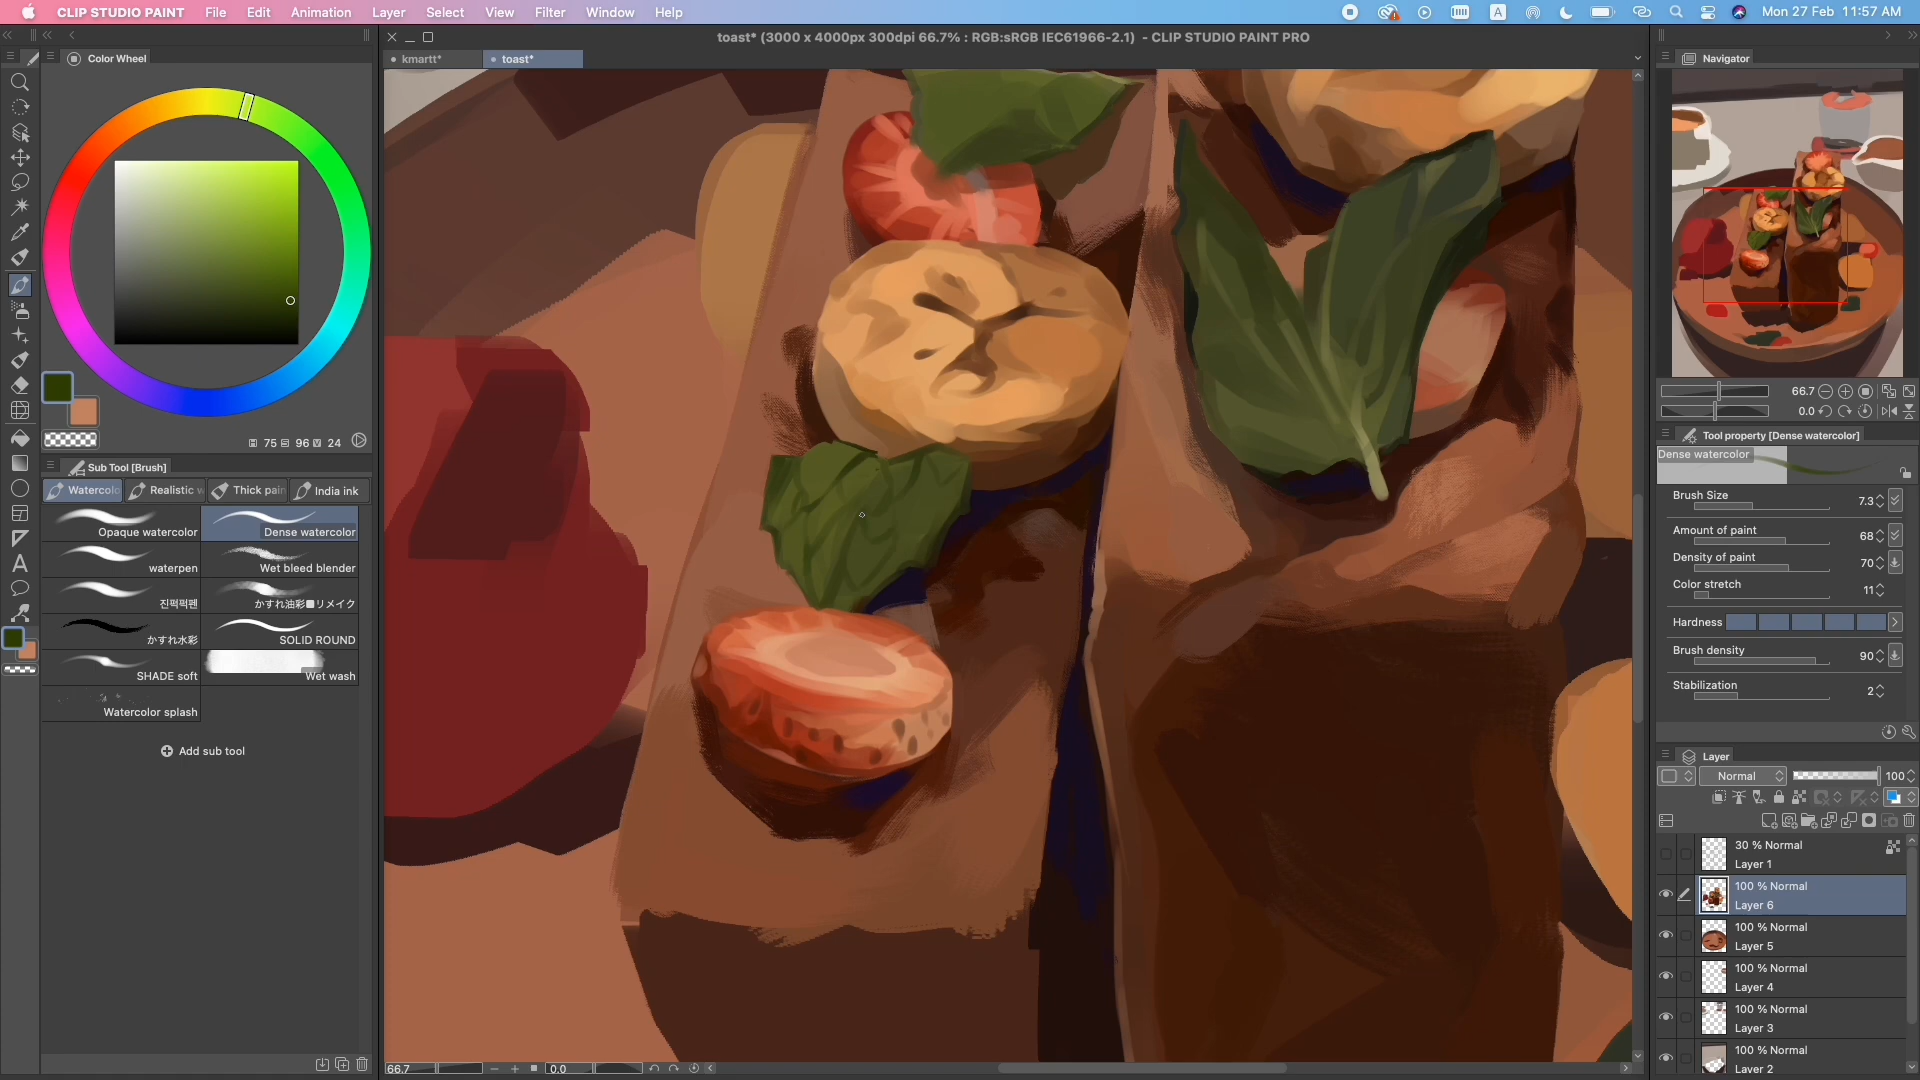 CLIP STUDIO PAINT File Edit Animation Layer Select View Filter Window Help
A Mon 27 Feb 11:57 AM
toast* (3000 x 4000px 300dpi 66.7% : RGB:sRGB IEC61966-2.1) - CLIP STUDIO PAINT PRO
Color Wheel
kmartt*
toast*
75 96 24
Sub Tool [Brush]
Watercolo
Realistic w
Thick pain
India ink
Opaque watercolor
Dense watercolor
waterpen
Wet bleed blender
진퍽퍽펜
かすれ油彩■リメイク
かすれ水彩
SOLID ROUND
SHADE soft
Wet wash
Watercolor splash
Add sub tool
66.7
0.0
Navigator
66.7
0.0
Tool property [Dense watercolor]
Dense watercolor
Brush Size 7.3
Amount of paint 68
Density of paint 70
Color stretch 11
Hardness
Brush density 90
Stabilization 2
Layer
Normal 100
30 % Normal
Layer 1
100 % Normal
Layer 6
100 % Normal
Layer 5
100 % Normal
Layer 4
100 % Normal
Layer 3
100 % Normal
Layer 2